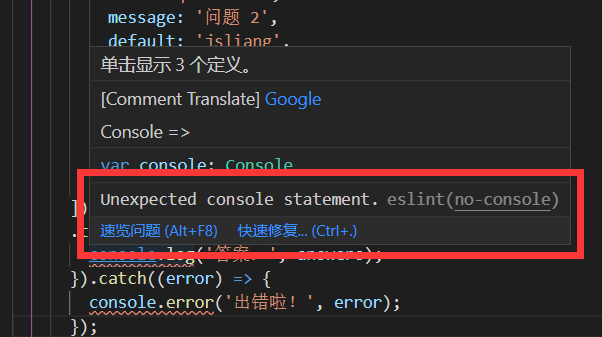 message: '问题 2',
default: 'jsliang',
单击显示 3 个定义。
[Comment Translate] Google
Console =>
var console: Console
Unexpected console statement. eslint(no-console)
])
速览问题 (Alt+F8) 快速修复... (Ctrl+.)
console.log('答案:', answers);
}).catch((error) => {
console.error('出错啦!', error);
});